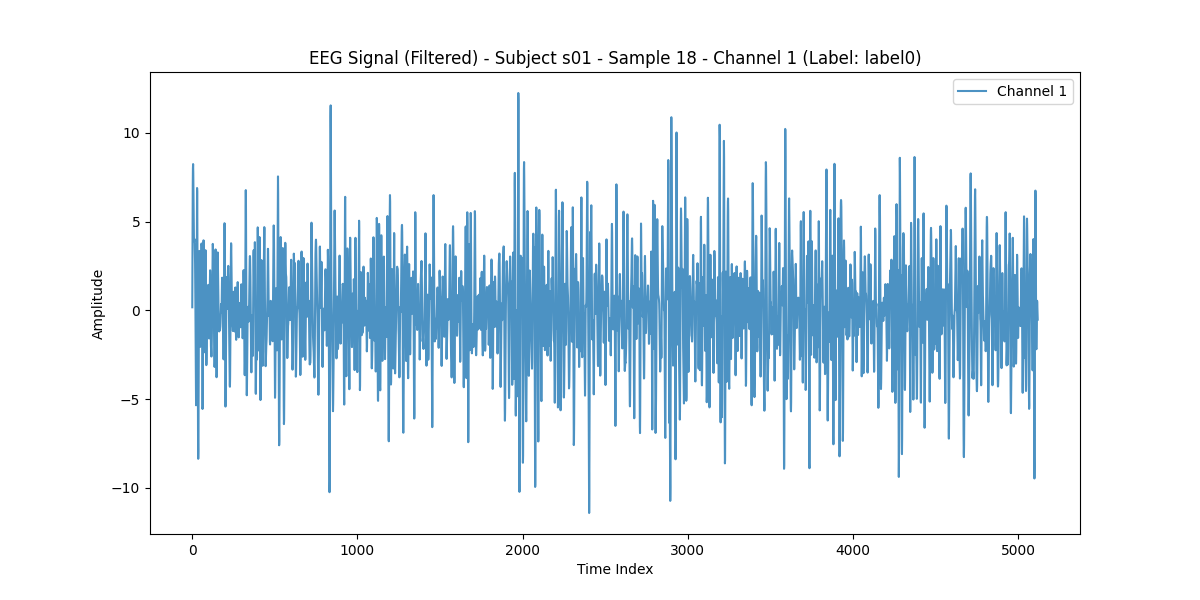 EEG Signal (Filtered) - Subject s01 - Sample 18 - Channel 1 (Label: label0)
Channel 1
Amplitude
10
5
0
−5
−10
0 1000 2000 3000 4000 5000
Time Index